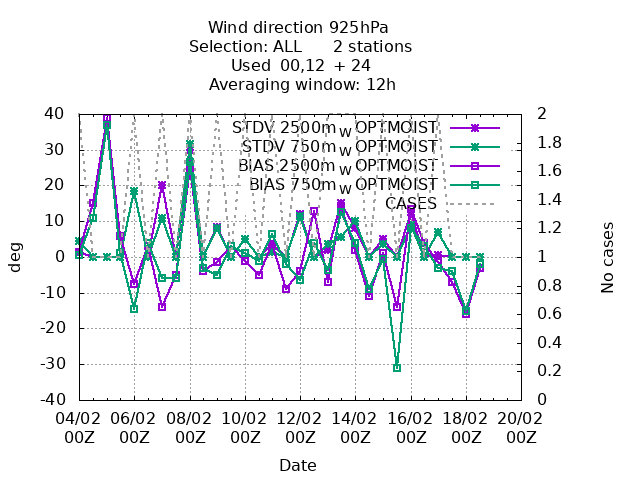 Wind direction 925hPa
Selection: ALL 2 stations
Used 00,12 + 24
Averaging window: 12h
STDV 2500m W OPTMOIST
STDV 750m W OPTMOIST
BIAS 2500m W OPTMOIST
BIAS 750m W OPTMOIST
CASES
40
30
20
10
0
-10
-20
-30
-40
deg
2
1.8
1.6
1.4
1.2
1
0.8
0.6
0.4
0.2
0
No cases
04/02 06/02 08/02 10/02 12/02 14/02 16/02 18/02 20/02
00Z 00Z 00Z 00Z 00Z 00Z 00Z 00Z 00Z
Date